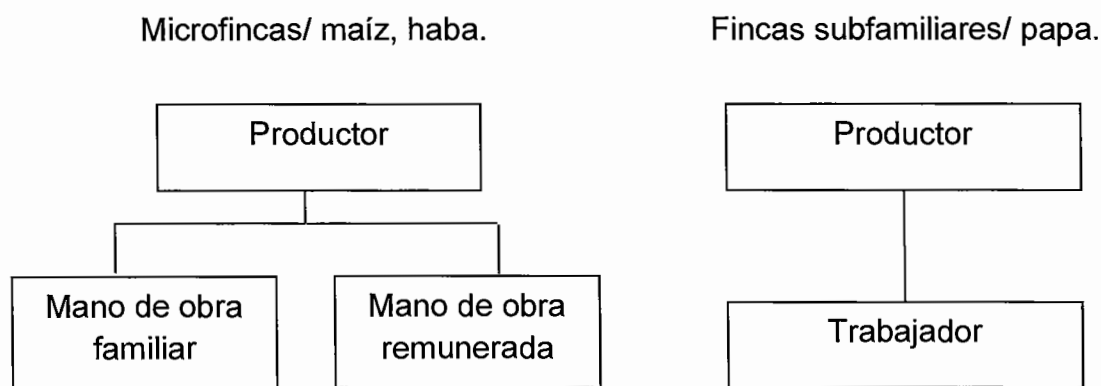 Microfincas/ maíz, haba.
Productor
Mano de obra
familiar
Mano de obra
remunerada
Fincas subfamiliares/ papa.
Productor
Trabajador